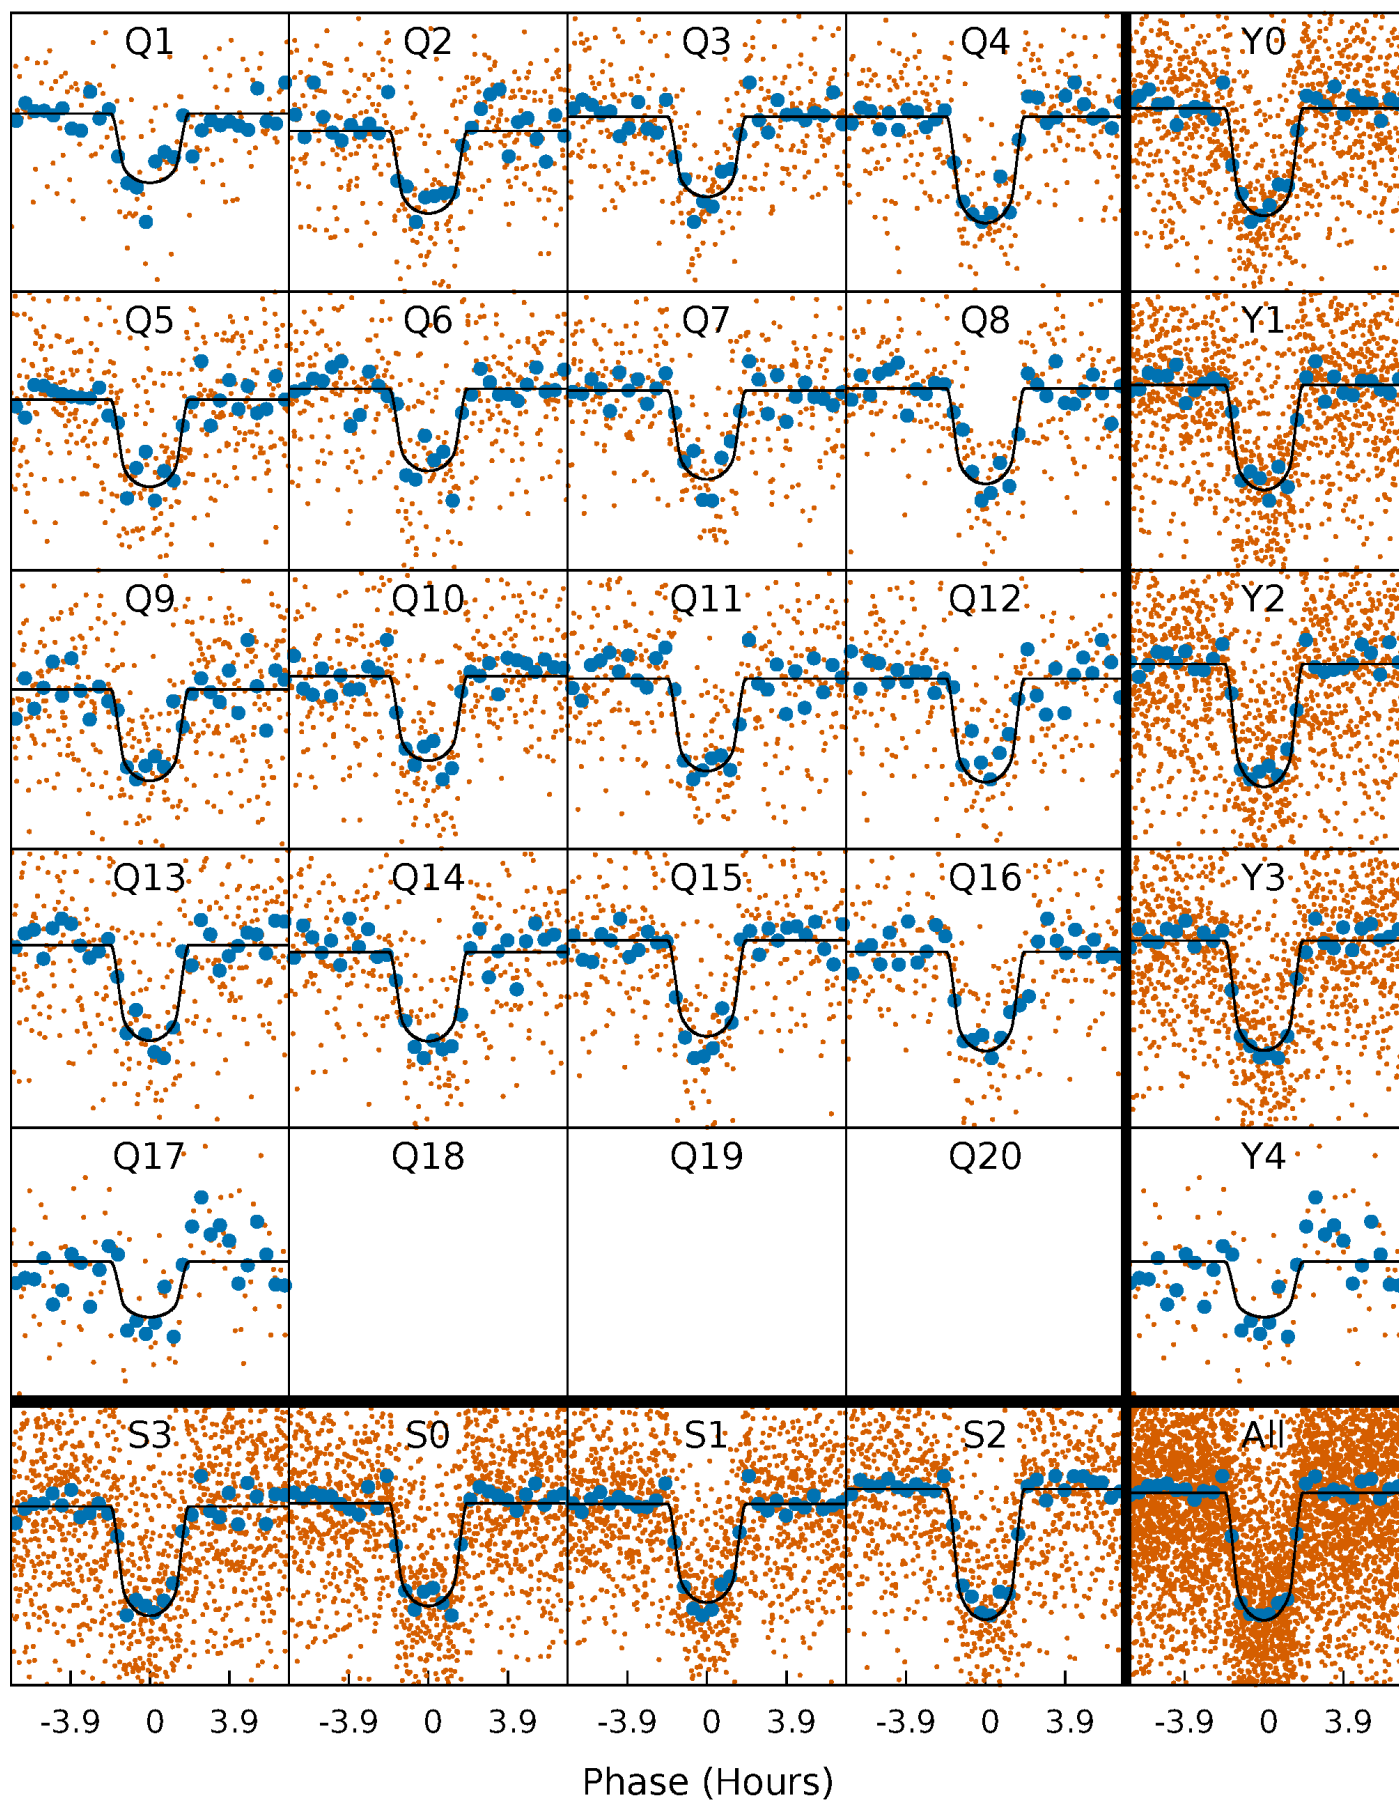 Q1 Q2 Q3 Q4 Y0
Q5 Q6 Q7 Q8 Y1
Q9 Q10 Q11 Q12 Y2
Q13 Q14 Q15 Q16 Y3
Q17 Q18 Q19 Q20 Y4
S3 S0 S1 S2 All
-3.9 0 3.9 -3.9 0 3.9 -3.9 0 3.9 -3.9 0 3.9 -3.9 0 3.9
Phase (Hours)